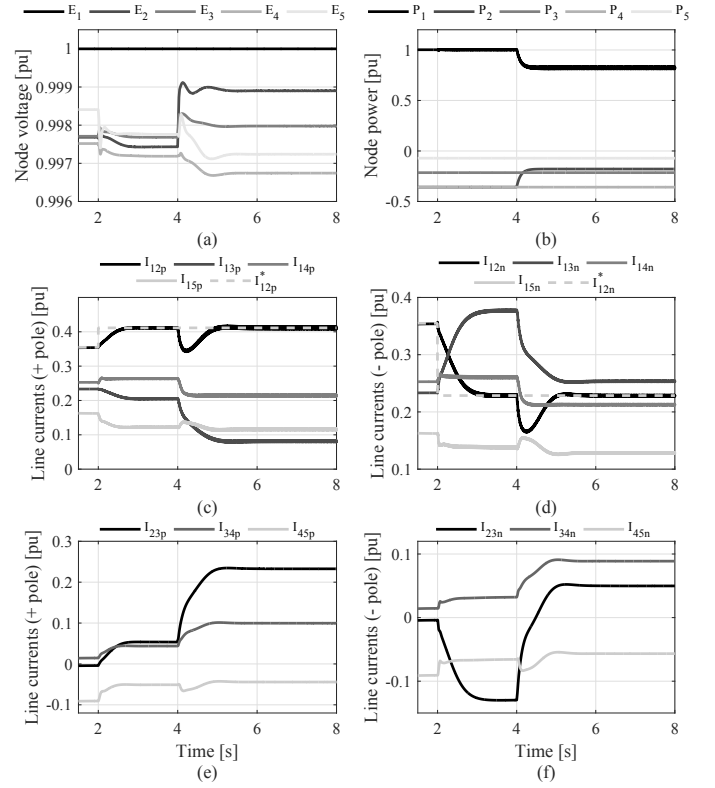 E1 E2 E3 E4 E5
1
0.999
0.998
0.997
0.996
2 4 6 8
Node voltage [pu]
(a)
P1 P2 P3 P4 P5
1
0.5
0
-0.5
2 4 6 8
Node power [pu]
(b)
I12p I13p I14p
I15p I*12p
0.4
0.3
0.2
0.1
0
2 4 6 8
Line currents (+ pole) [pu]
(c)
I12n I13n I14n
I15n I*12n
0.4
0.3
0.2
0.1
2 4 6 8
Line currents (- pole) [pu]
(d)
I23p I34p I45p
0.3
0.2
0.1
0
-0.1
2 4 6 8
Line currents (+ pole) [pu]
Time [s]
(e)
I23n I34n I45n
0.1
0
-0.1
2 4 6 8
Line currents (- pole) [pu]
Time [s]
(f)